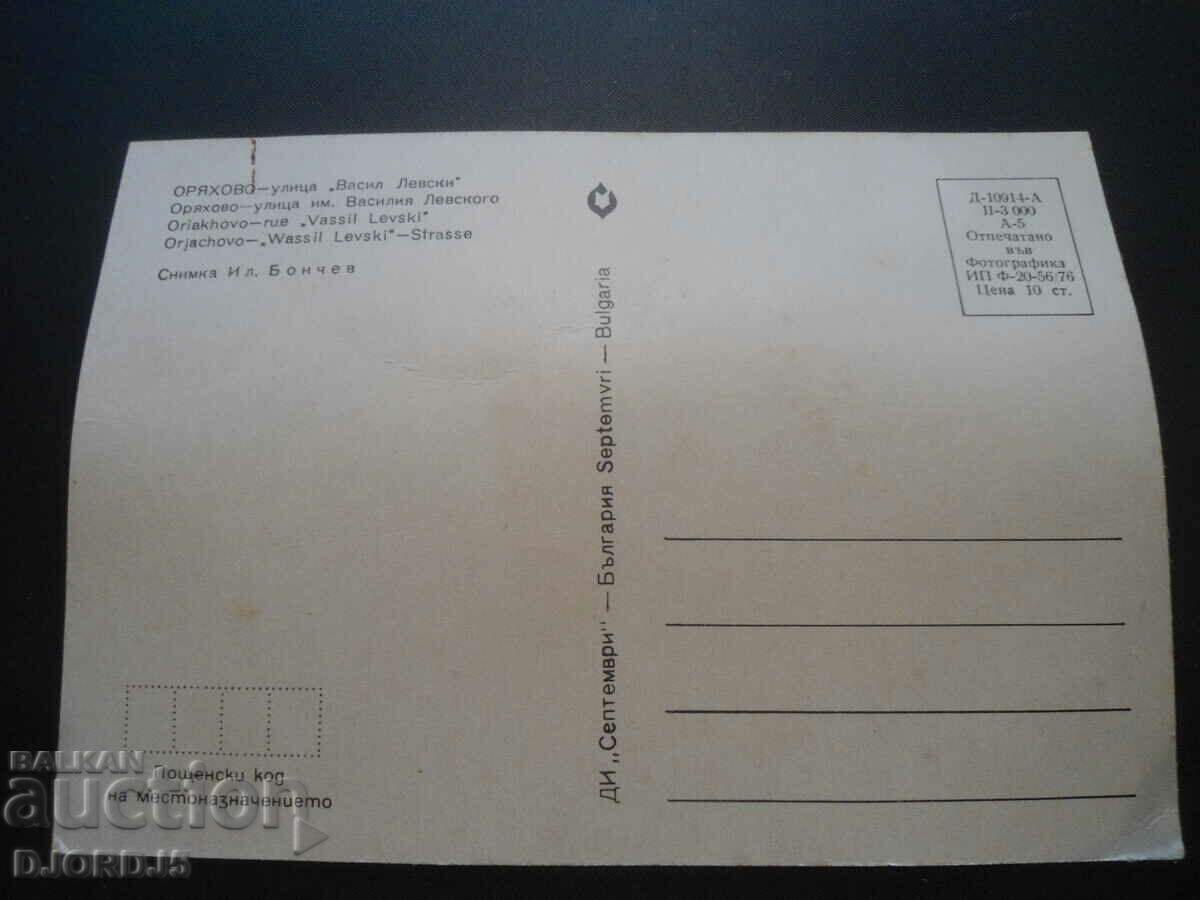 ОРЯХОВО—улица „Васил Левски"
Оряхово—улица им. Василия Левского
Oriakhovo—rue „Vassil Levski"
Orjachovo—„Wassil Levski"—Strasse
Снимка Ил. Бончев
ДИ „Септември" — България Septemvri — Bulgaria
Д-10914-А
II-3 000
А-5
Отпечатано
във
Фотографика
ИП Ф-20-56/76
Цена 10 ст.
Пощенски код
на местоназначението
BALKAN
auction
DJORDJ5